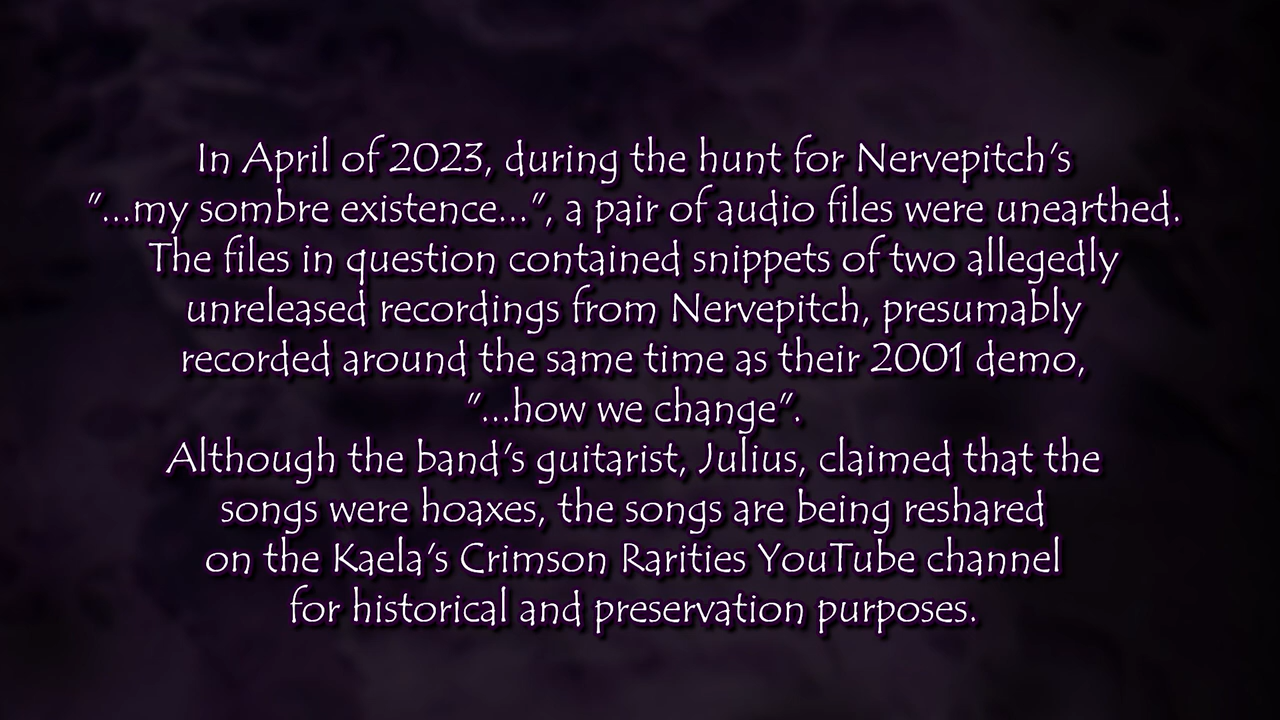 In April of 2023, during the hunt for Nervepitch's
"...my sombre existence...", a pair of audio files were unearthed.
The files in question contained snippets of two allegedly
unreleased recordings from Nervepitch, presumably
recorded around the same time as their 2001 demo,
"...how we change".
Although the band's guitarist, Julius, claimed that the
songs were hoaxes, the songs are being reshared
on the Kaela's Crimson Rarities YouTube channel
for historical and preservation purposes.